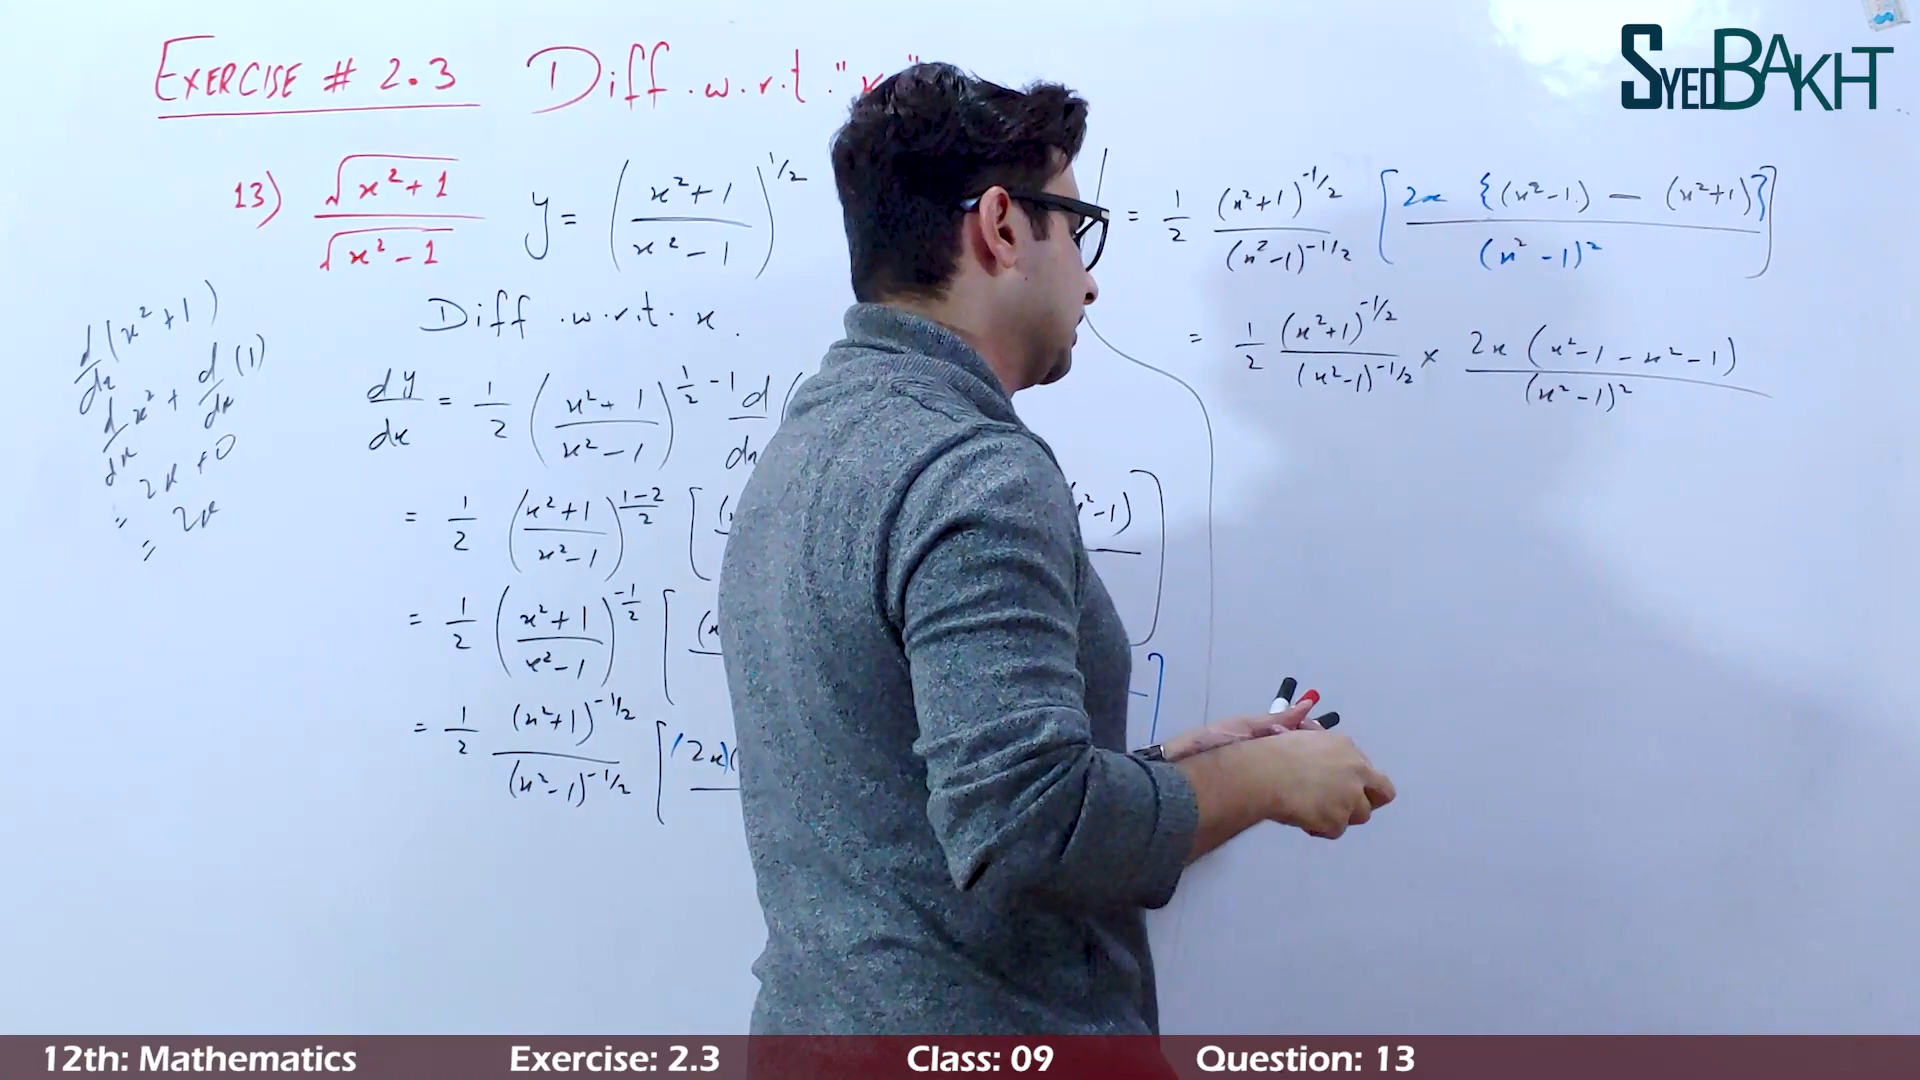 SYEDBAKHT
EXERCISE # 2.3 Diff.w.r.t. "x"
13) √(x²+1) / √(x²-1) y = ((x²+1)/(x²-1))^1/2
Diff.w.r.t. x.
dy/dx = 1/2 ((x²+1)/(x²-1))^(1/2 -1) d/dx (
= 1/2 ((x²+1)/(x²-1))^((1-2)/2) [ ( x²-1) ]
= 1/2 ((x²+1)/(x²-1))^(-1/2) [ (x
= 1/2 (x²+1)^-1/2 / (x²-1)^-1/2 [ (2x)(
d/dx (x²+1)
d/dx x² + d/dx (1)
= 2x + 0
= 2x
= 1/2 (x²+1)^-1/2 / (x²-1)^-1/2 [ 2x {(x²-1) - (x²+1)} / (x²-1)² ]
= 1/2 (x²+1)^-1/2 / (x²-1)^-1/2 × 2x (x²-1-x²-1) / (x²-1)²
12th: Mathematics Exercise: 2.3 Class: 09 Question: 13